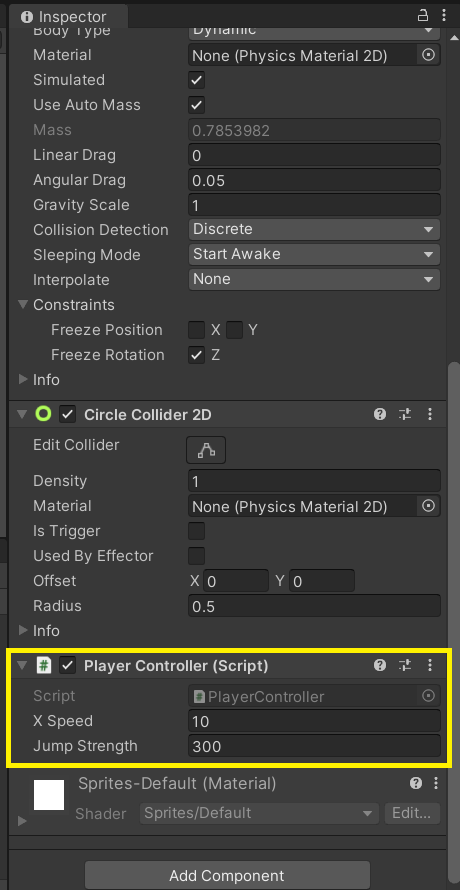 Inspector
Body Type Dynamic
Material None (Physics Material 2D)
Simulated
Use Auto Mass
Mass 0.7853982
Linear Drag 0
Angular Drag 0.05
Gravity Scale 1
Collision Detection Discrete
Sleeping Mode Start Awake
Interpolate None
Constraints
Freeze Position X Y
Freeze Rotation Z
Info
Circle Collider 2D
Edit Collider
Density 1
Material None (Physics Material 2D)
Is Trigger
Used By Effector
Offset X 0 Y 0
Radius 0.5
Info
# Player Controller (Script)
Script # PlayerController
X Speed 10
Jump Strength 300
Sprites-Default (Material)
Shader Sprites/Default Edit...
Add Component